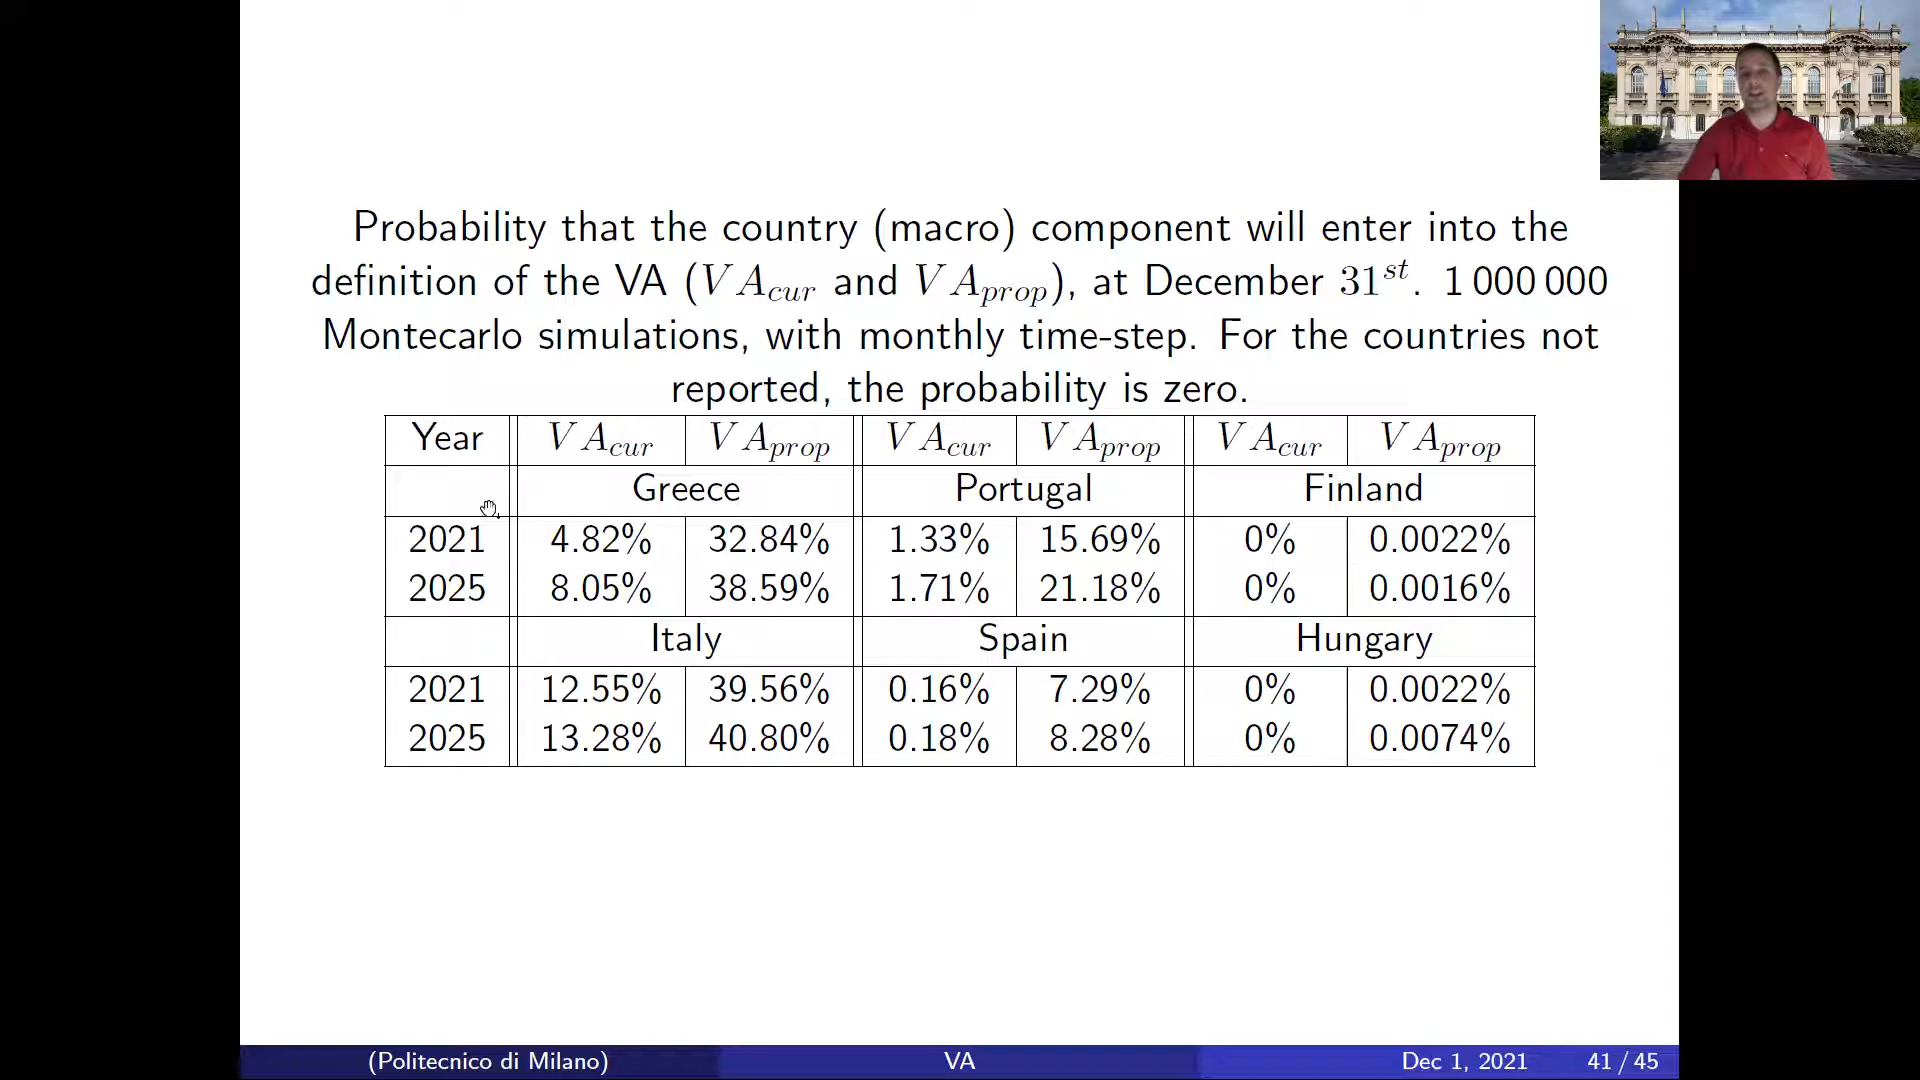 Probability that the country (macro) component will enter into the
definition of the VA (VA_cur and VA_prop), at December 31^st. 1 000 000
Montecarlo simulations, with monthly time-step. For the countries not
reported, the probability is zero.
Year VA_cur VA_prop VA_cur VA_prop VA_cur VA_prop
Greece Portugal Finland
2021 4.82% 32.84% 1.33% 15.69% 0% 0.0022%
2025 8.05% 38.59% 1.71% 21.18% 0% 0.0016%
Italy Spain Hungary
2021 12.55% 39.56% 0.16% 7.29% 0% 0.0022%
2025 13.28% 40.80% 0.18% 8.28% 0% 0.0074%
(Politecnico di Milano) VA Dec 1, 2021 41 / 45